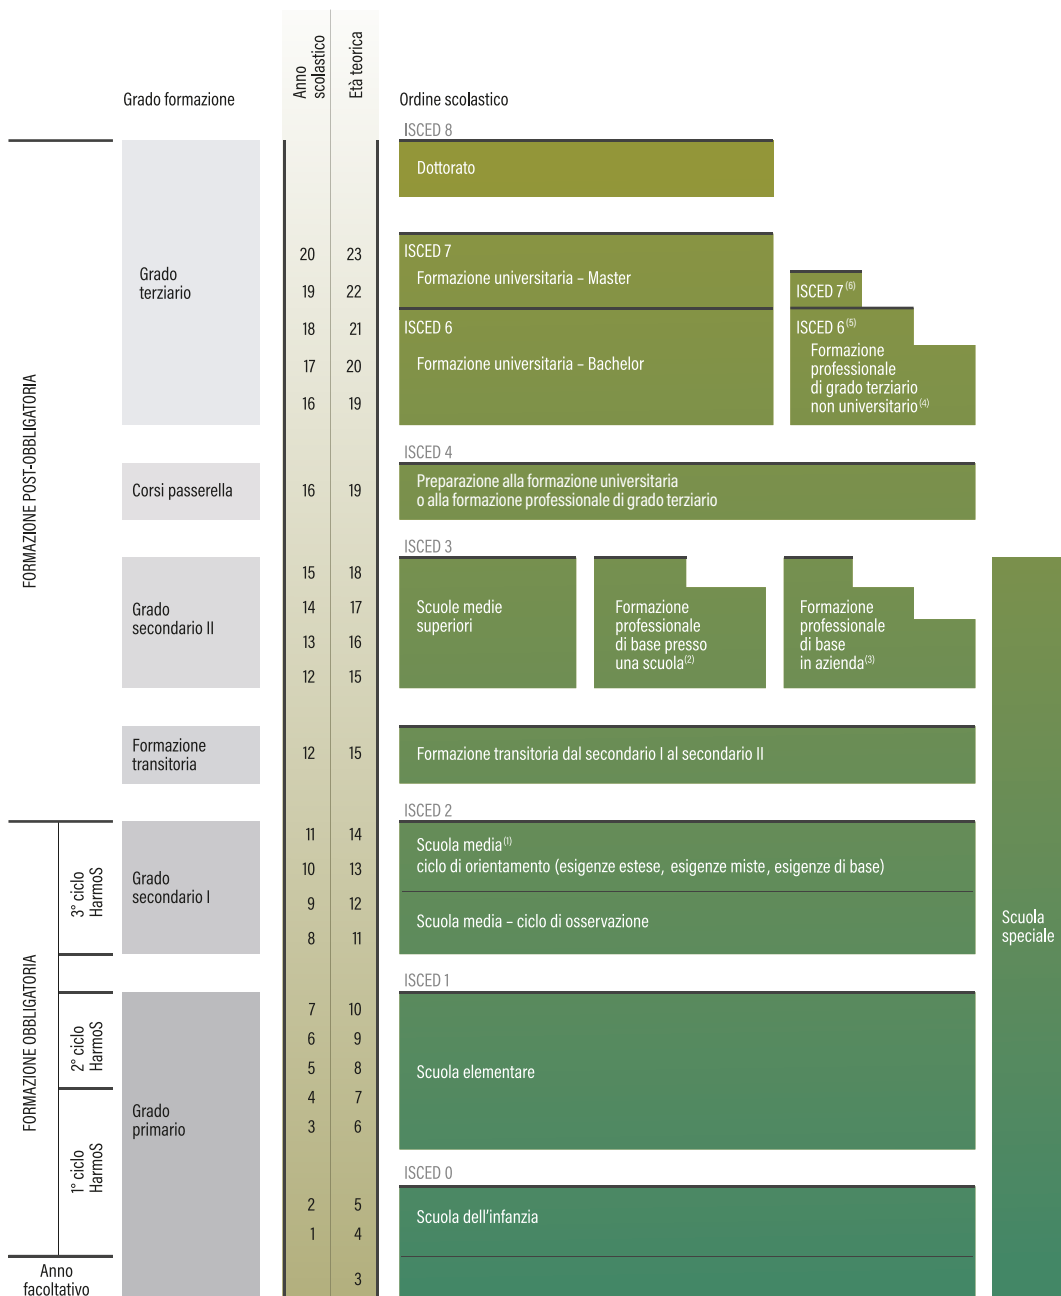 Grado formazione
Anno
scolastico
Età teorica
Ordine scolastico
ISCED 8
Dottorato
FORMAZIONE POST-OBBLIGATORIA
Grado
terziario
20 23
19 22
18 21
17 20
16 19
ISCED 7
Formazione universitaria – Master
ISCED 6
Formazione universitaria – Bachelor
ISCED 7 (6)
ISCED 6 (5)
Formazione
professionale
di grado terziario
non universitario (4)
ISCED 4
Corsi passerella
16 19
Preparazione alla formazione universitaria
o alla formazione professionale di grado terziario
ISCED 3
Grado
secondario II
15 18
14 17
13 16
12 15
Scuole medie
superiori
Formazione
professionale
di base presso
una scuola (2)
Formazione
professionale
di base
in azienda (3)
Formazione
transitoria
12 15
Formazione transitoria dal secondario I al secondario II
ISCED 2
FORMAZIONE OBBLIGATORIA
3° ciclo
HarmoS
Grado
secondario I
11 14
10 13
9 12
8 11
Scuola media (1)
ciclo di orientamento (esigenze estese, esigenze miste, esigenze di base)
Scuola media – ciclo di osservazione
Scuola
speciale
ISCED 1
2° ciclo
HarmoS
1° ciclo
HarmoS
Grado
primario
7 10
6 9
5 8
4 7
3 6
Scuola elementare
ISCED 0
2 5
1 4
Scuola dell'infanzia
Anno
facoltativo
3